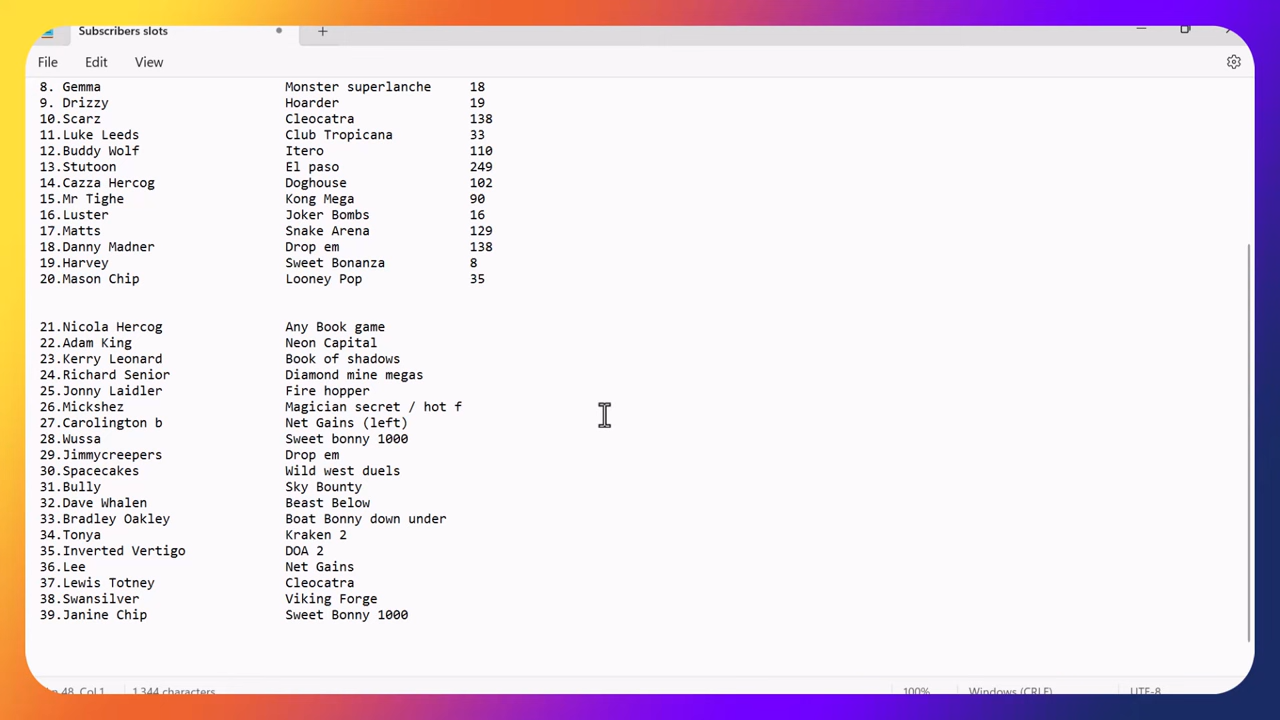 Subscribers slots
File Edit View
8. Gemma Monster superlanche 18
9. Drizzy Hoarder 19
10.Scarz Cleocatra 138
11.Luke Leeds Club Tropicana 33
12.Buddy Wolf Itero 110
13.Stutoon El paso 249
14.Cazza Hercog Doghouse 102
15.Mr Tighe Kong Mega 90
16.Luster Joker Bombs 16
17.Matts Snake Arena 129
18.Danny Madner Drop em 138
19.Harvey Sweet Bonanza 8
20.Mason Chip Looney Pop 35
21.Nicola Hercog Any Book game
22.Adam King Neon Capital
23.Kerry Leonard Book of shadows
24.Richard Senior Diamond mine megas
25.Jonny Laidler Fire hopper
26.Mickshez Magician secret / hot f
27.Carolington b Net Gains (left)
28.Wussa Sweet bonny 1000
29.Jimmycreepers Drop em
30.Spacecakes Wild west duels
31.Bully Sky Bounty
32.Dave Whalen Beast Below
33.Bradley Oakley Boat Bonny down under
34.Tonya Kraken 2
35.Inverted Vertigo DOA 2
36.Lee Net Gains
37.Lewis Totney Cleocatra
38.Swansilver Viking Forge
39.Janine Chip Sweet Bonny 1000
48, Col 1 1,344 characters 100% Windows (CRLF) UTF-8